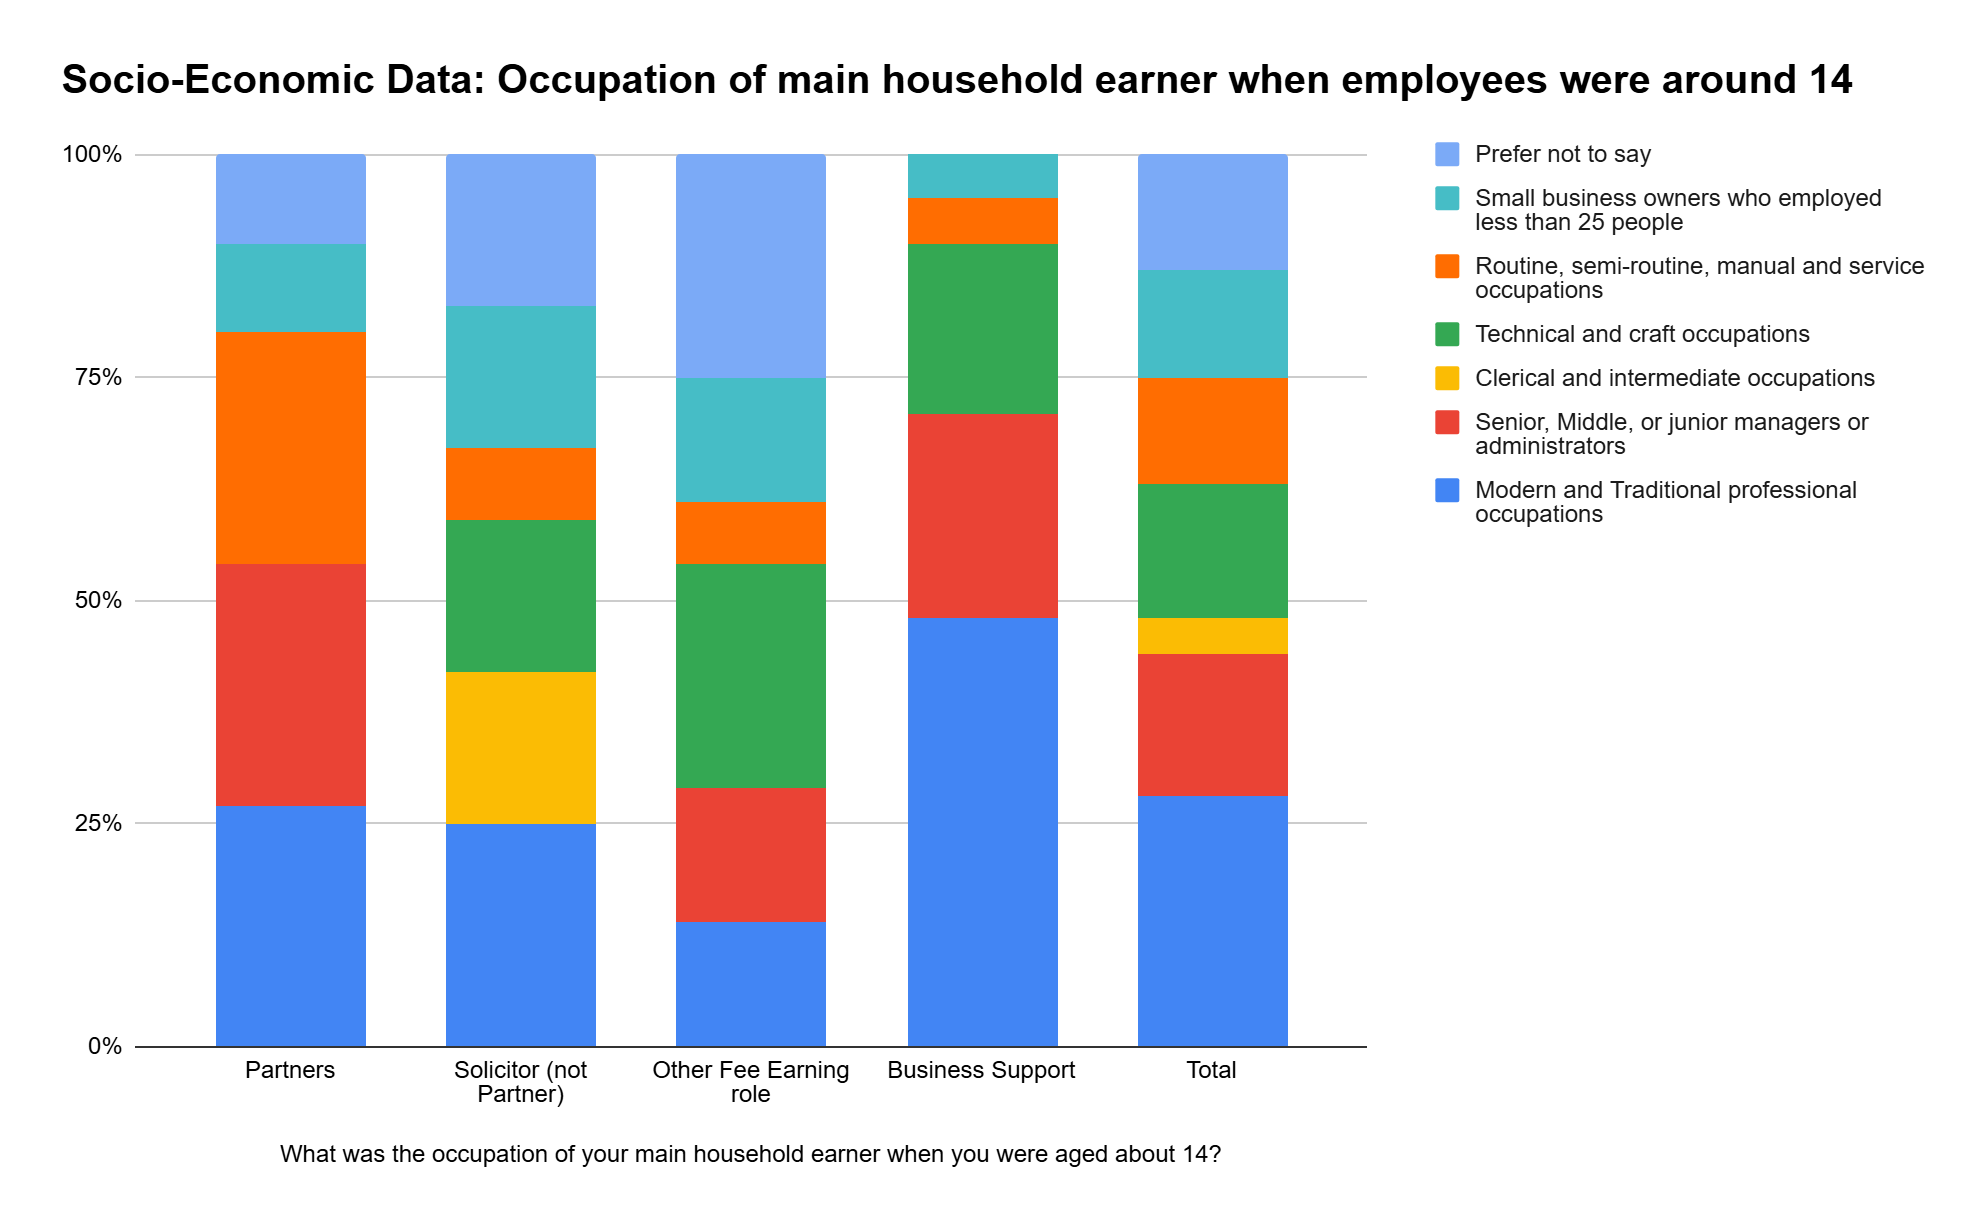 Socio-Economic Data: Occupation of main household earner when employees were around 14
100%
75%
50%
25%
0%
Partners
Solicitor (not
Partner)
Other Fee Earning
role
Business Support
Total
What was the occupation of your main household earner when you were aged about 14?
Prefer not to say
Small business owners who employed
less than 25 people
Routine, semi-routine, manual and service
occupations
Technical and craft occupations
Clerical and intermediate occupations
Senior, Middle, or junior managers or
administrators
Modern and Traditional professional
occupations